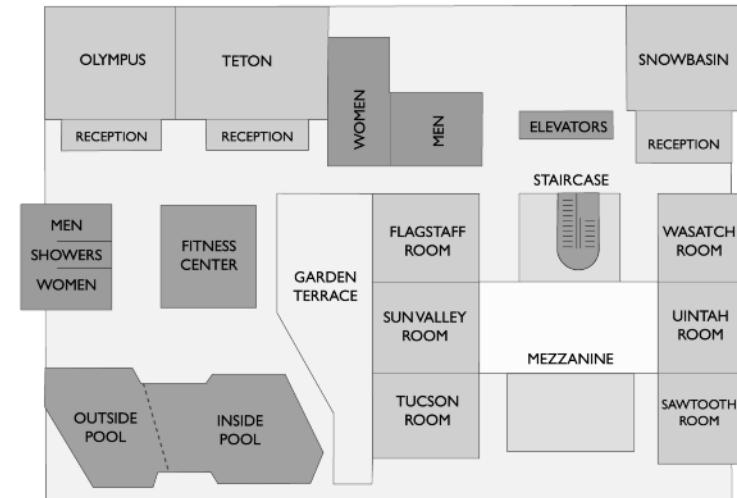 OLYMPUS
TETON
SNOWBASIN
RECEPTION
RECEPTION
WOMEN
MEN
ELEVATORS
RECEPTION
STAIRCASE
MEN
SHOWERS
WOMEN
FITNESS
CENTER
GARDEN
TERRACE
FLAGSTAFF
ROOM
WASATCH
ROOM
SUN VALLEY
ROOM
MEZZANINE
UINTAH
ROOM
OUTSIDE
POOL
INSIDE
POOL
TUCSON
ROOM
SAWTOOTH
ROOM